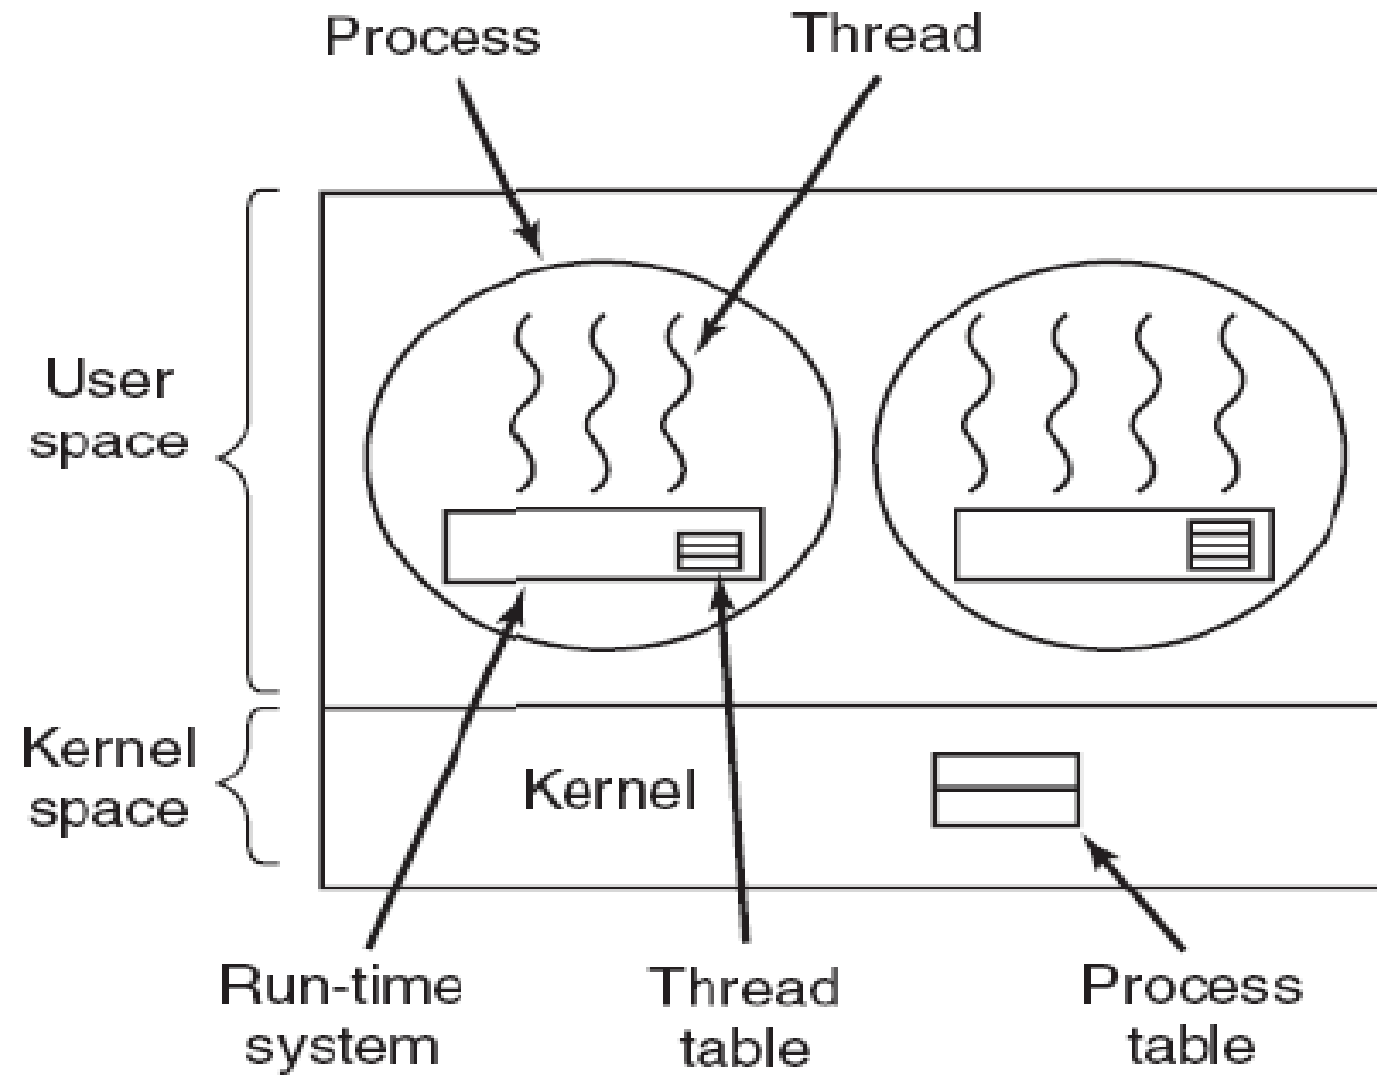 Process
Thread
User
space
Kernel
space
Kernel
Run-time
system
Thread
table
Process
table